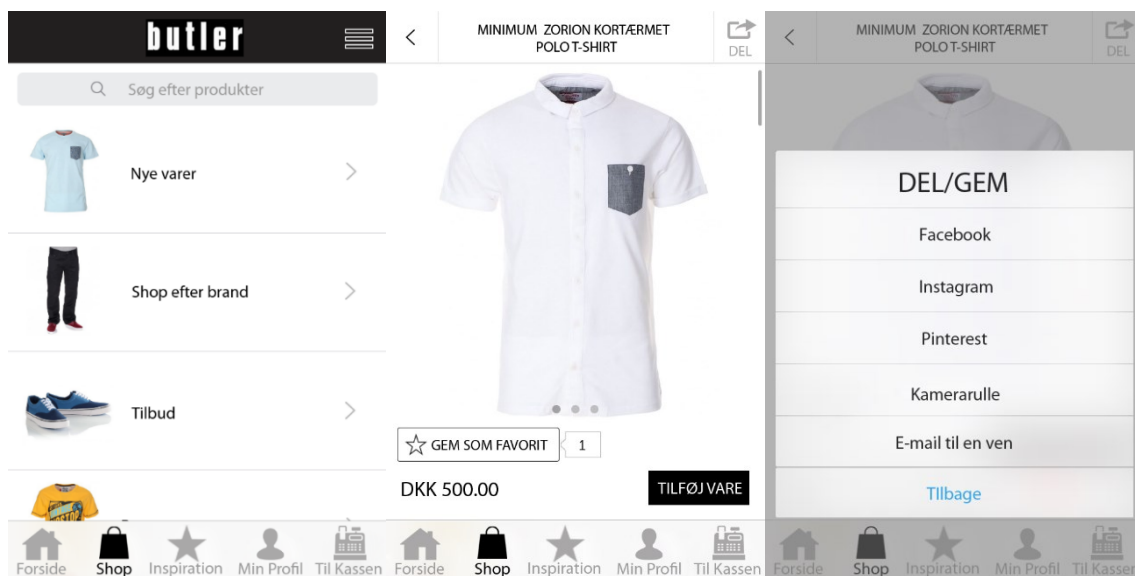 butler
Søg efter produkter
Nye varer
Shop efter brand
Tilbud
Forside Shop Inspiration Min Profil Til Kassen
MINIMUM ZORION KORTÆRMET
POLO T-SHIRT
DEL
GEM SOM FAVORIT 1
DKK 500.00
TILFØJ VARE
Forside Shop Inspiration Min Profil Til Kassen
MINIMUM ZORION KORTÆRMET
POLO T-SHIRT
DEL
DEL/GEM
Facebook
Instagram
Pinterest
Kamerarulle
E-mail til en ven
TIlbage
Forside Shop Inspiration Min Profil Til Kassen